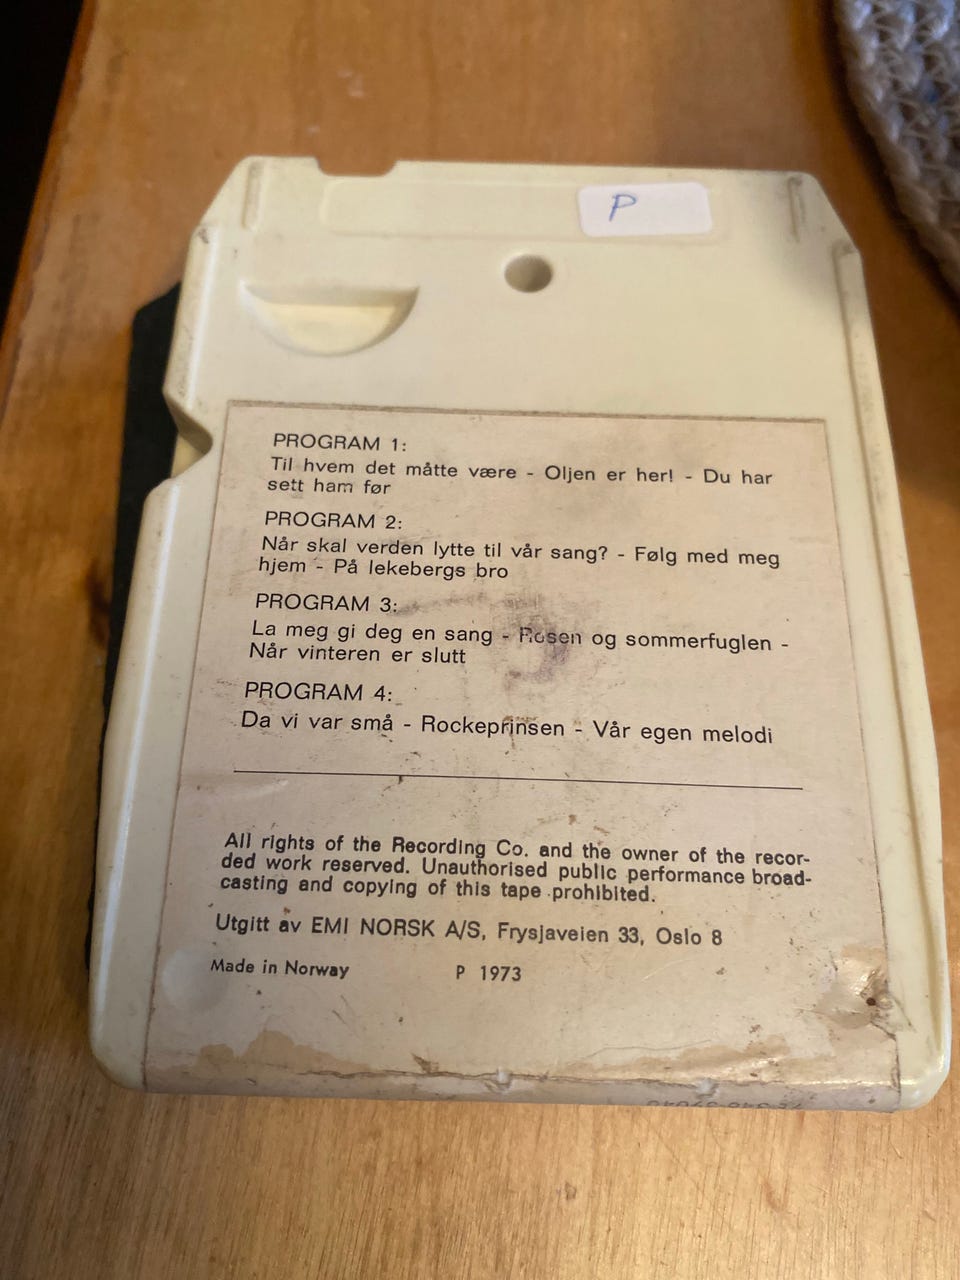 P
PROGRAM 1:
Til hvem det måtte være - Oljen er her! - Du har
sett ham før
PROGRAM 2:
Når skal verden lytte til vår sang? - Følg med meg
hjem - På lekebergs bro
PROGRAM 3:
La meg gi deg en sang - Rosen og sommerfuglen -
Når vinteren er slutt
PROGRAM 4:
Da vi var små - Rockeprinsen - Vår egen melodi
All rights of the Recording Co. and the owner of the recor-
ded work reserved. Unauthorised public performance broad-
casting and copying of this tape prohibited.
Utgitt av EMI NORSK A/S, Frysjaveien 33, Oslo 8
Made in Norway P 1973